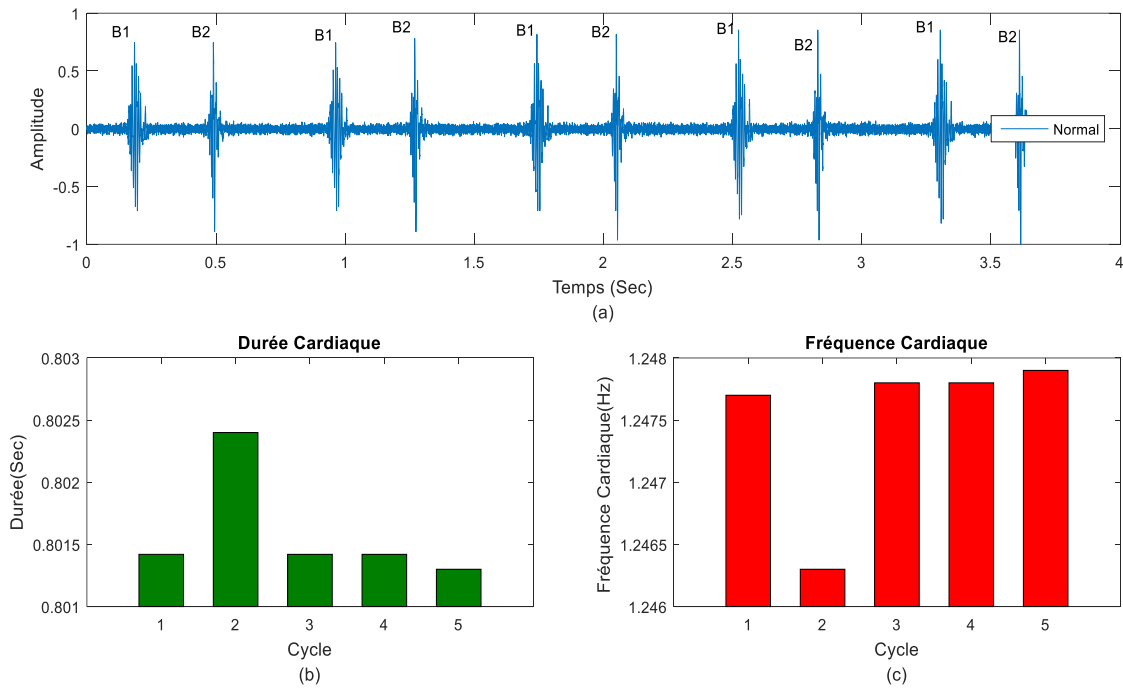 B1 B2 B1 B2 B1 B2 B1 B2 B1 B2
1
0.5
0
-0.5
-1
Amplitude
Normal
0 0.5 1 1.5 2 2.5 3 3.5 4
Temps (Sec)
(a)
Durée Cardiaque
0.803
0.8025
0.802
0.8015
0.801
Durée(Sec)
1 2 3 4 5
Cycle
(b)
Fréquence Cardiaque
1.248
1.2475
1.247
1.2465
1.246
Fréquence Cardiaque(Hz)
1 2 3 4 5
Cycle
(c)